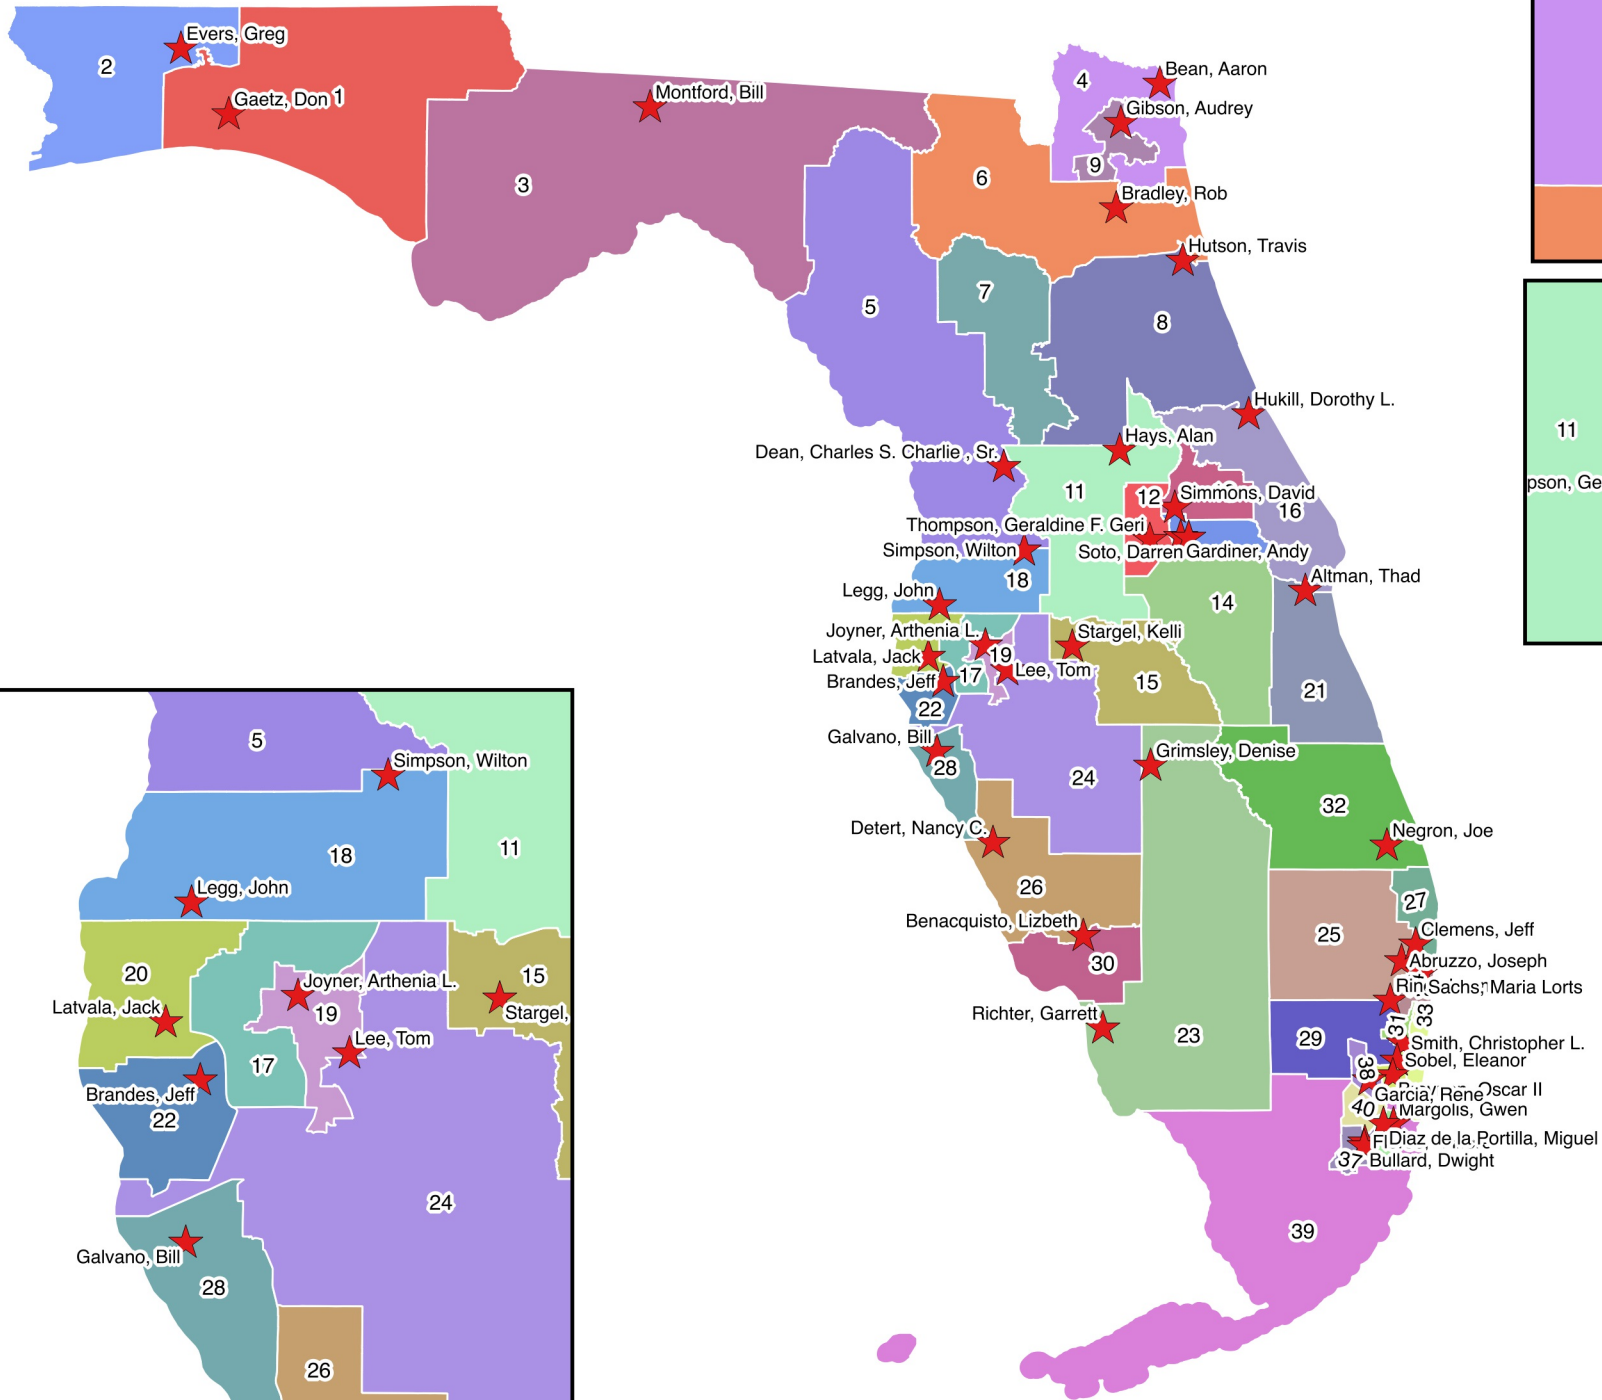 Evers, Greg
2
Gaetz, Don 1
Montford, Bill
3
4
Bean, Aaron
Gibson, Audrey
9
6
Bradley, Rob
Hutson, Travis
7
5
8
Hukill, Dorothy L.
Hays, Alan
Dean, Charles S. Charlie , Sr.
11
12
Simmons, David
16
Thompson, Geraldine F. Geri
Simpson, Wilton
Soto, Darren
Gardiner, Andy
18
Altman, Thad
Legg, John
14
Joyner, Arthenia L.
Stargel, Kelli
19
Latvala, Jack
Lee, Tom
17
Brandes, Jeff
15
21
22
Galvano, Bill
Grimsley, Denise
28
24
32
Detert, Nancy C.
Negron, Joe
26
27
Benacquisto, Lizbeth
25
Clemens, Jeff
30
Abruzzo, Joseph
Sachs, Maria Lorts
Richter, Garrett
23
29
31
33
Smith, Christopher L.
Sobel, Eleanor
38
Oscar II
Garcia, Rene
40
Margolis, Gwen
Diaz de la Portilla, Miguel
37
Bullard, Dwight
39
11
pson, Ge
5
Simpson, Wilton
18
11
Legg, John
20
15
Joyner, Arthenia L.
Latvala, Jack
19
Stargel,
Lee, Tom
17
Brandes, Jeff
22
24
Galvano, Bill
28
26